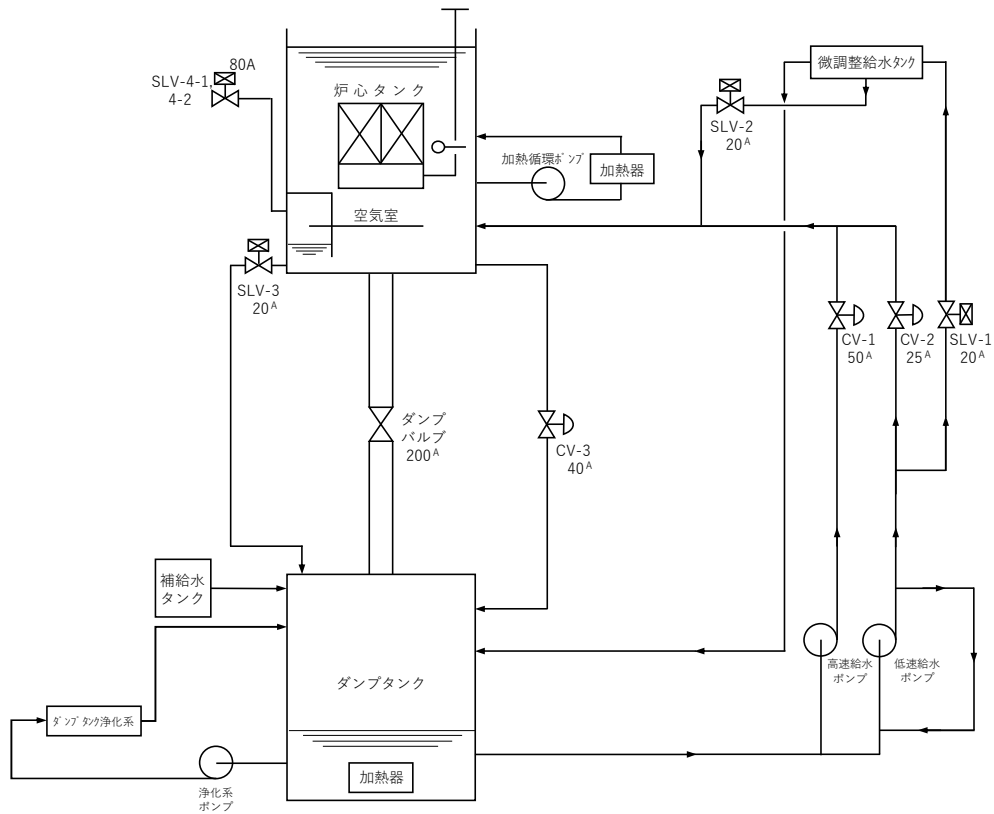 80A
SLV-4-1,
4-2
炉心タンク
微調整給水タンク
SLV-2
20A
加熱循環ポンプ
加熱器
空気室
SLV-3
20A
CV-1
50A
CV-2
25A
SLV-1
20A
ダンプ
バルブ
200A
CV-3
40A
補給水
タンク
高速給水
ポンプ
低速給水
ポンプ
ダンプタンク
ダンプタンク浄化系
加熱器
浄化系
ポンプ